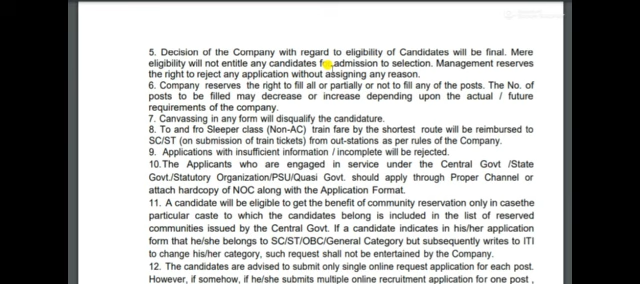 5. Decision of the Company with regard to eligibility of Candidates will be final. Mere
eligibility will not entitle any candidates for admission to selection. Management reserves
the right to reject any application without assigning any reason.
6. Company reserves the right to fill all or partially or not to fill any of the posts. The No. of
posts to be filled may decrease or increase depending upon the actual / future
requirements of the company.
7. Canvassing in any form will disqualify the candidature.
8. To and fro Sleeper class (Non-AC) train fare by the shortest route will be reimbursed to
SC/ST (on submission of train tickets) from out-stations as per rules of the Company.
9. Applications with insufficient information / incomplete will be rejected.
10.The Applicants who are engaged in service under the Central Govt /State
Govt./Statutory Organization/PSU/Quasi Govt. should apply through Proper Channel or
attach hardcopy of NOC along with the Application Format.
11. A candidate will be eligible to get the benefit of community reservation only in casethe
particular caste to which the candidates belong is included in the list of reserved
communities issued by the Central Govt. If a candidate indicates in his/her application
form that he/she belongs to SC/ST/OBC/General Category but subsequently writes to ITI
to change his/her category, such request shall not be entertained by the Company.
12. The candidates are advised to submit only single online request application for each post.
However, if somehow, if he/she submits multiple online recruitment application for one post ,